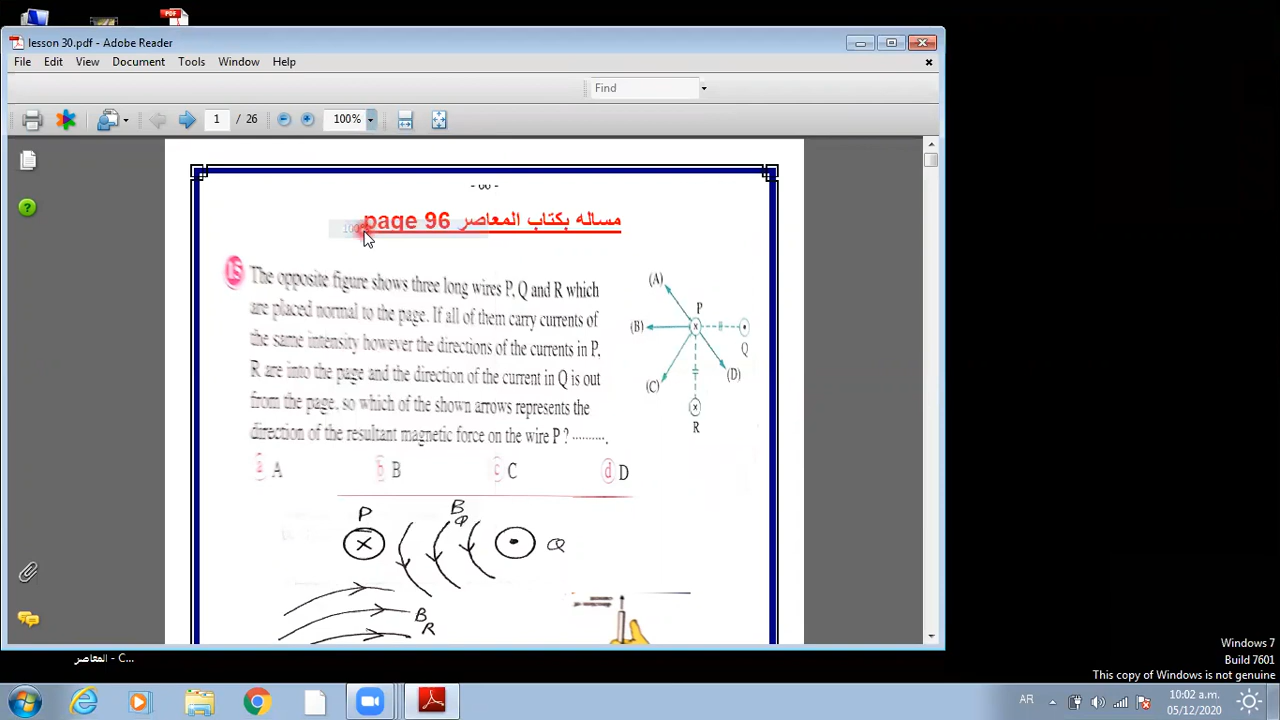 lesson 30.pdf - Adobe Reader
File Edit View Document Tools Window Help
Find
1 / 26 100%
- 60 -
مساله بكتاب المعاصر page 96
15 The opposite figure shows three long wires P, Q and R which
are placed normal to the page. If all of them carry currents of
the same intensity however the directions of the currents in P,
R are into the page and the direction of the current in Q is out
from the page, so which of the shown arrows represents the
direction of the resultant magnetic force on the wire P ? ..........
(A)
P
(B)
Q
(C)
(D)
R
a A b B c C d D
P
B
Q
Q
B
R
المعاصر - C...
Windows 7
Build 7601
This copy of Windows is not genuine
AR
10:02 a.m.
05/12/2020